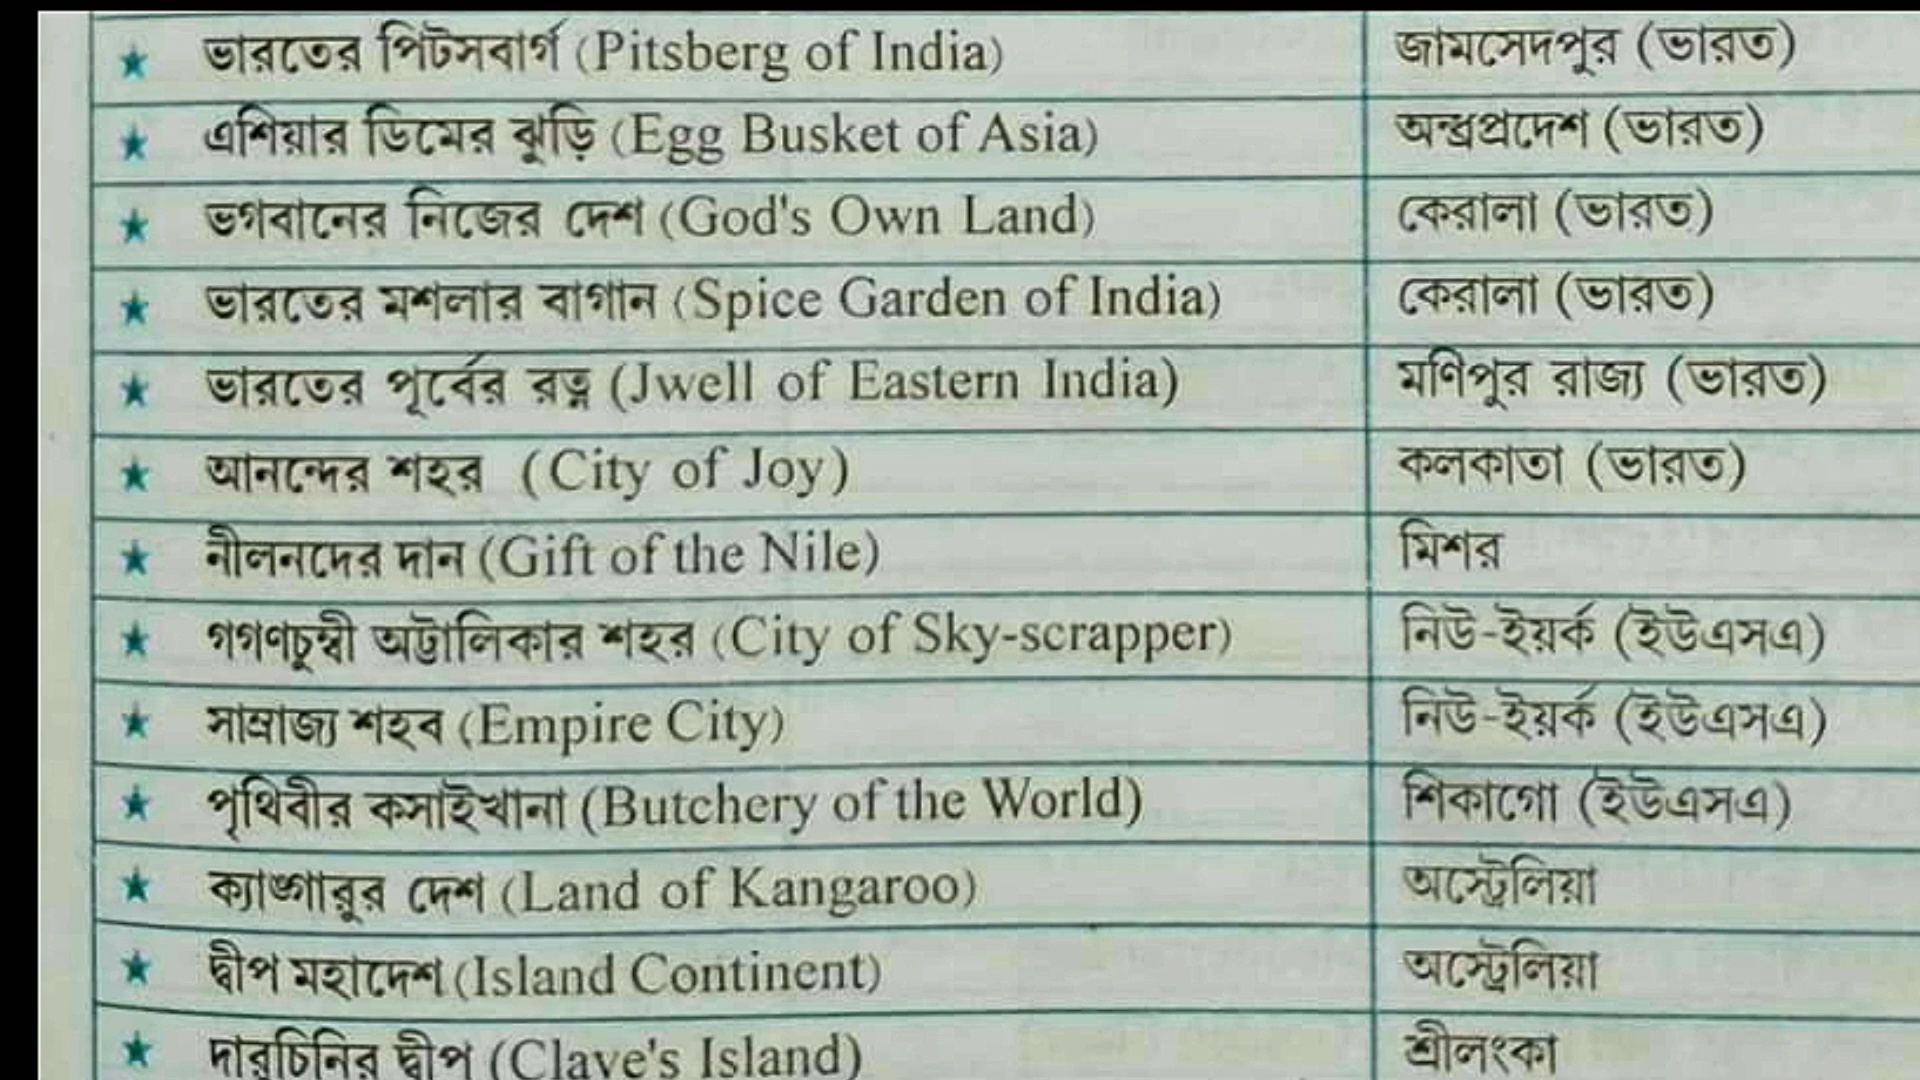 ★ ভারতের পিটসবার্গ (Pitsberg of India) জামসেদপুর (ভারত)
★ এশিয়ার ডিমের ঝুড়ি (Egg Busket of Asia) অন্ধ্রপ্রদেশ (ভারত)
★ ভগবানের নিজের দেশ (God's Own Land) কেরালা (ভারত)
★ ভারতের মশলার বাগান (Spice Garden of India) কেরালা (ভারত)
★ ভারতের পূর্বের রত্ন (Jwell of Eastern India) মণিপুর রাজ্য (ভারত)
★ আনন্দের শহর (City of Joy) কলকাতা (ভারত)
★ নীলনদের দান (Gift of the Nile) মিশর
★ গগণচুম্বী অট্টালিকার শহর (City of Sky-scrapper) নিউ-ইয়র্ক (ইউএসএ)
★ সাম্রাজ্য শহব (Empire City) নিউ-ইয়র্ক (ইউএসএ)
★ পৃথিবীর কসাইখানা (Butchery of the World) শিকাগো (ইউএসএ)
★ ক্যাঙ্গারুর দেশ (Land of Kangaroo) অস্ট্রেলিয়া
★ দ্বীপ মহাদেশ (Island Continent) অস্ট্রেলিয়া
★ দারুচিনির দ্বীপ (Clave's Island) শ্রীলংকা